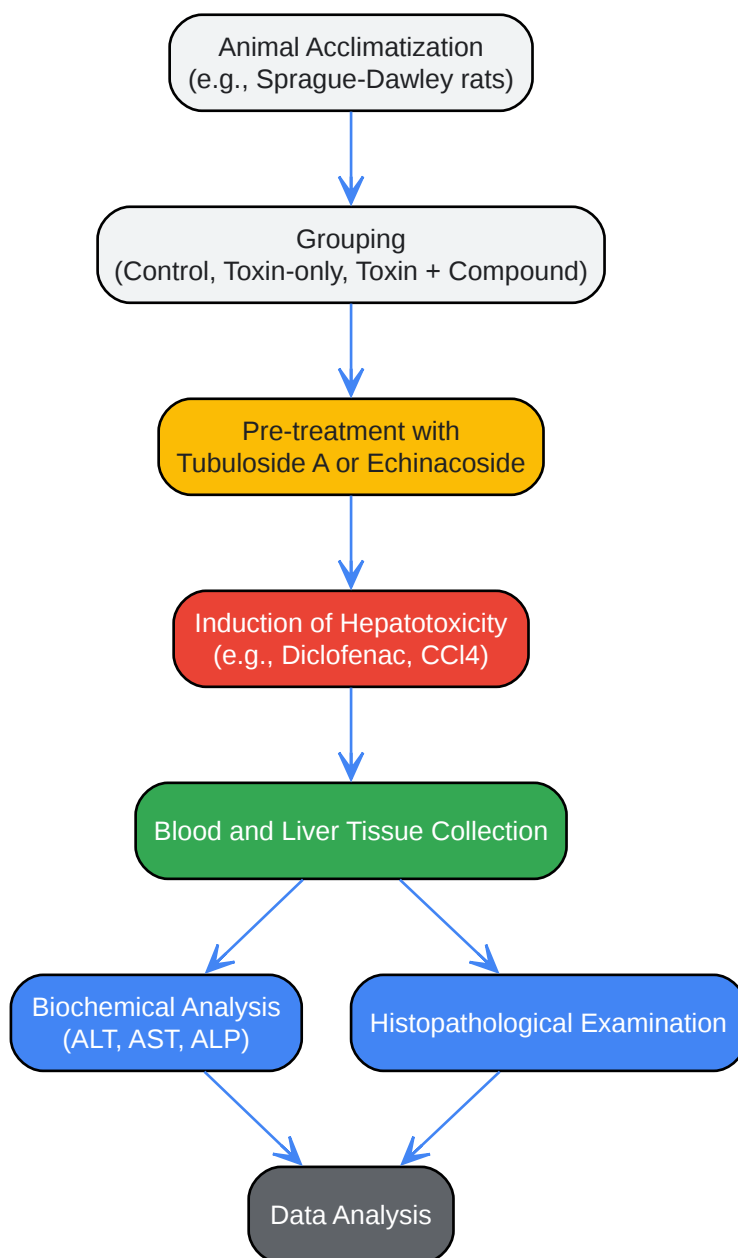 Animal Acclimatization
(e.g., Sprague-Dawley rats)
Grouping
(Control, Toxin-only, Toxin + Compound)
Pre-treatment with
Tubuloside A or Echinacoside
Induction of Hepatotoxicity
(e.g., Diclofenac, CCl4)
Blood and Liver Tissue Collection
Biochemical Analysis
(ALT, AST, ALP)
Histopathological Examination
Data Analysis